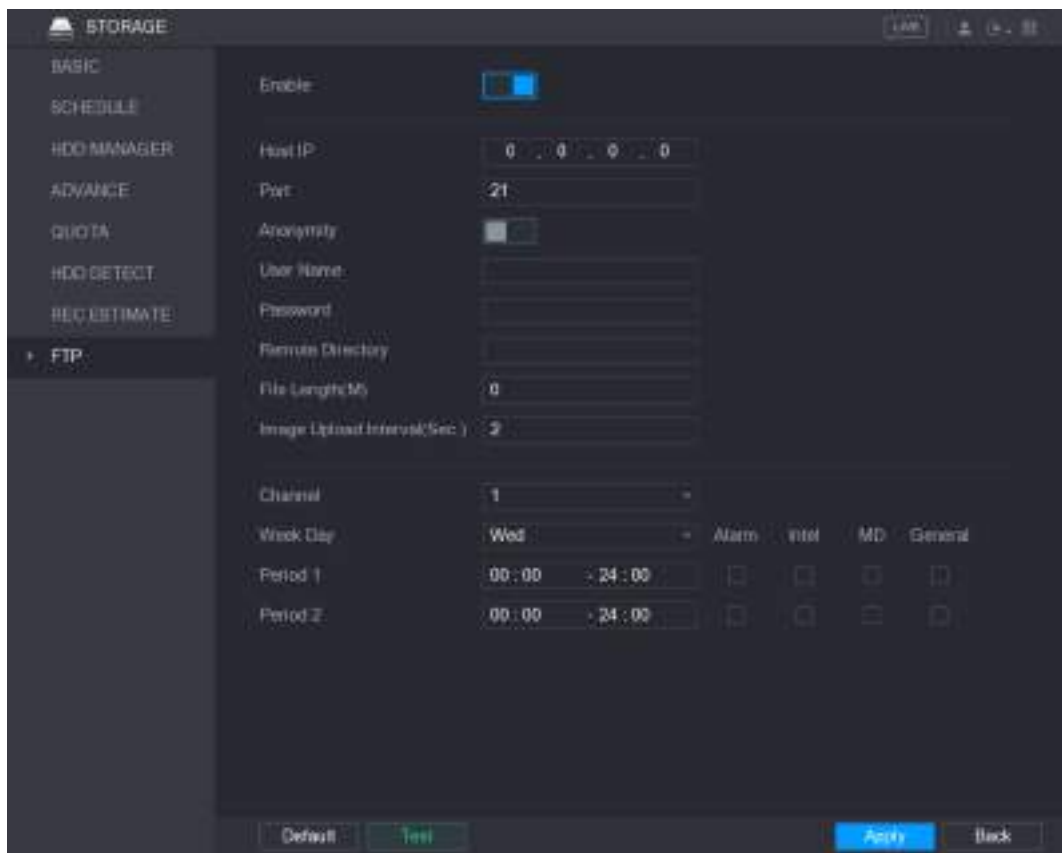 STORAGE LIVE
BASIC
SCHEDULE
HDD MANAGER
ADVANCE
QUOTA
HDD DETECT
REC ESTIMATE
FTP
Enable
Host IP 0 . 0 . 0 . 0
Port 21
Anonymity
User Name
Password
Remote Directory
File Length(M) 0
Image Upload Interval(Sec.) 2
Channel 1
Week Day Wed Alarm Intel MD General
Period 1 00 : 00 - 24 : 00
Period 2 00 : 00 - 24 : 00
Default Test Apply Back